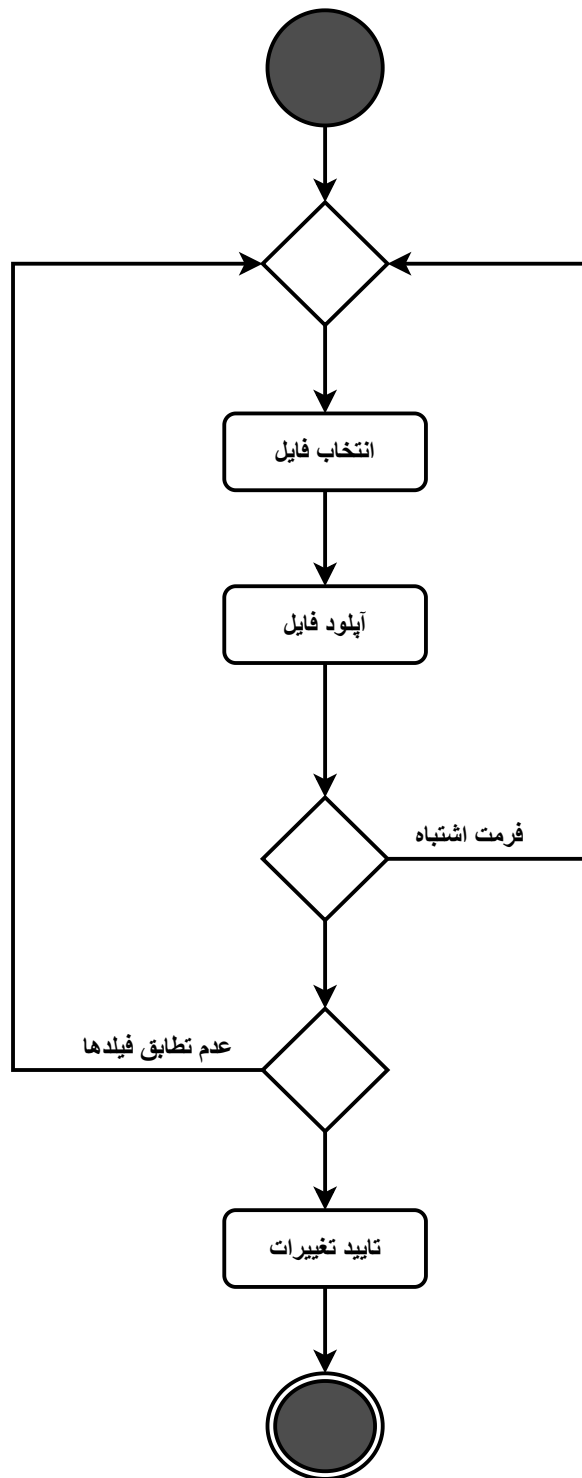 انتخاب فایل
آپلود فایل
فرمت اشتباه
عدم تطابق فیلدها
تایید تغییرات